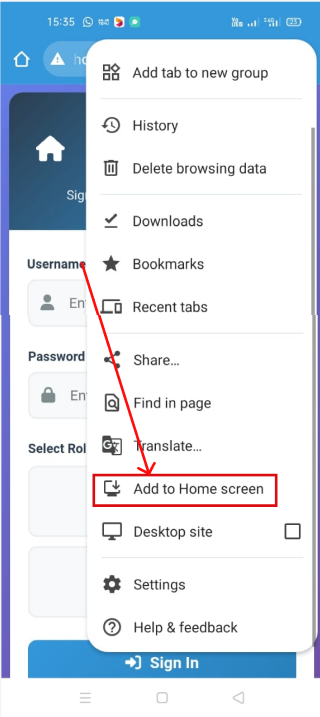 15:35
Add tab to new group
History
Delete browsing data
Sig
Downloads
Username
Bookmarks
En
Recent tabs
Password
Share...
En
Find in page
Select Rol
Translate...
Add to Home screen
Desktop site
Settings
Help & feedback
Sign In